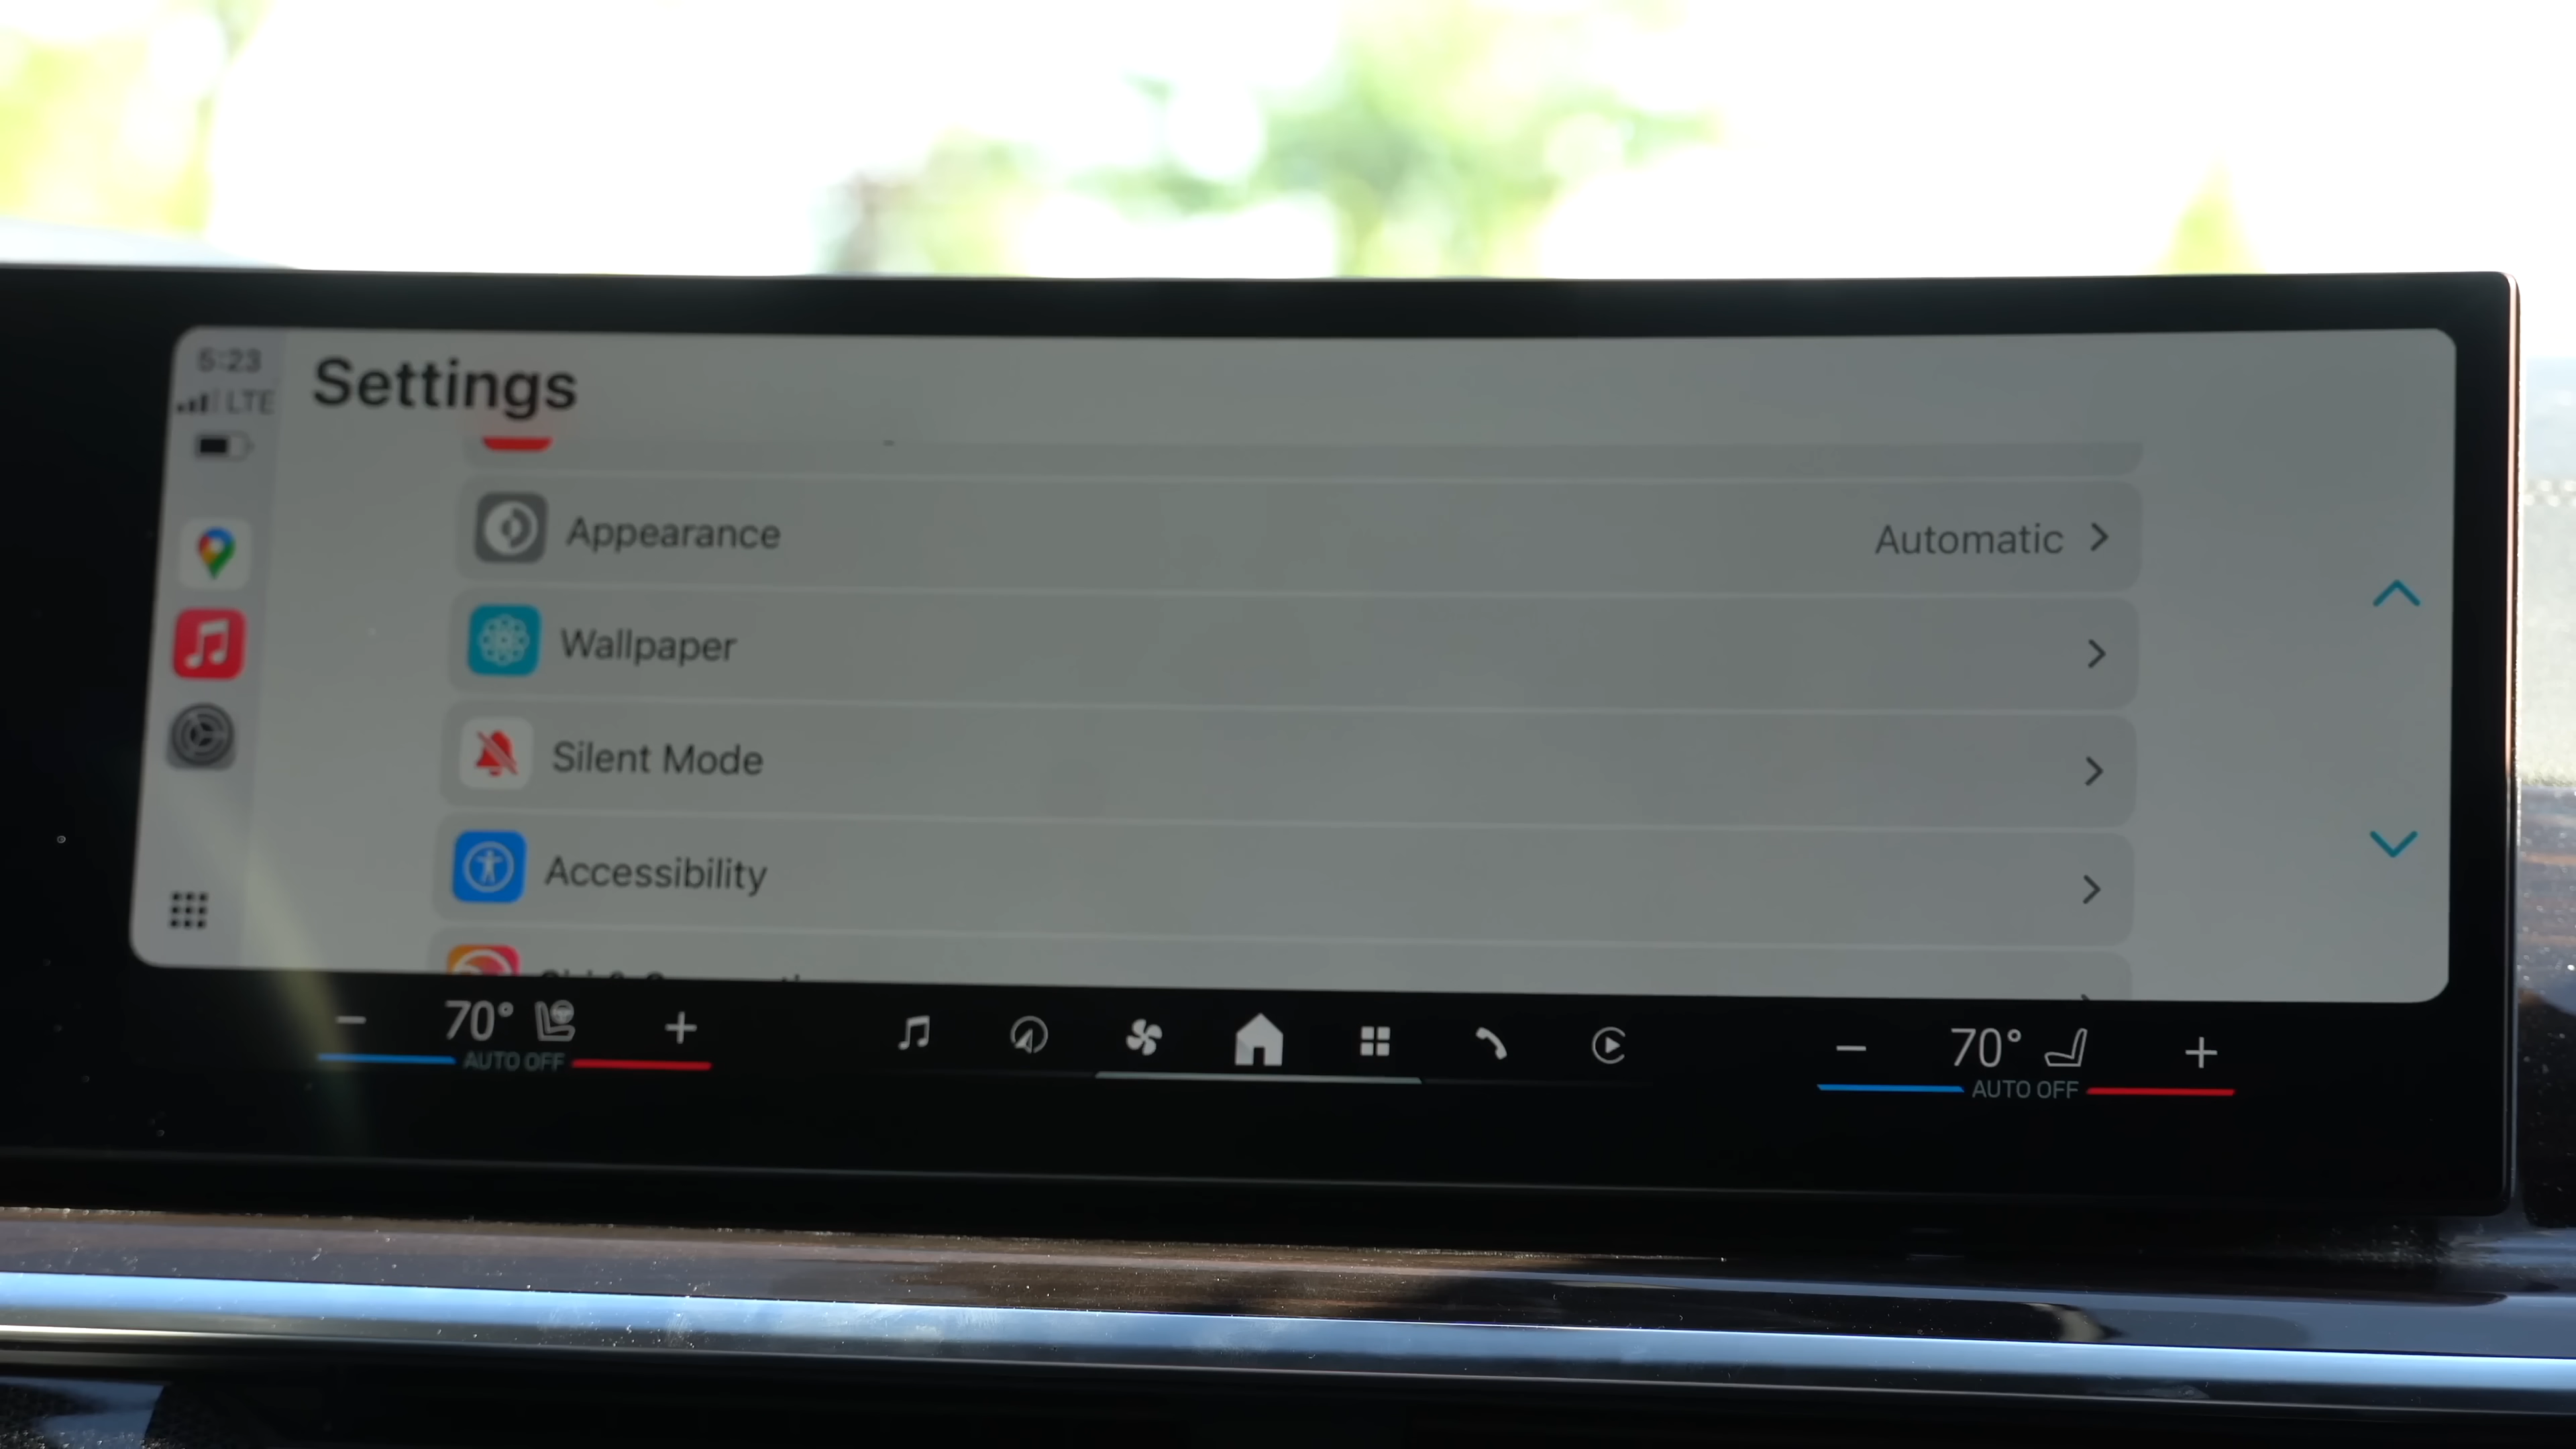 5:23
LTE
Settings
Appearance
Automatic
Wallpaper
Silent Mode
Accessibility
70°
AUTO OFF
70°
AUTO OFF